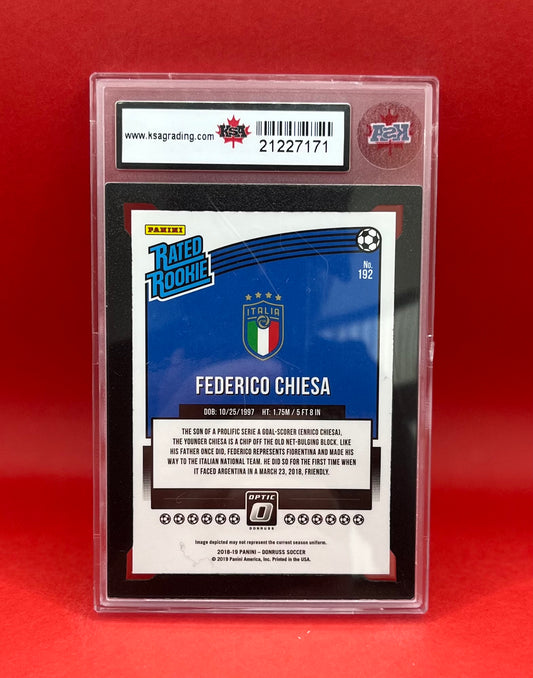 www.ksagrading.com
KSA
21227171
KSA
PANINI
RATED
ROOKIE
No.
192
ITALIA
FEDERICO CHIESA
DOB: 10/25/1997 HT: 1.75M / 5 FT 8 IN
THE SON OF A PROLIFIC SERIE A GOAL-SCORER (ENRICO CHIESA),
THE YOUNGER CHIESA IS A CHIP OFF THE OLD NET-BULGING BLOCK. LIKE
HIS FATHER ONCE DID, FEDERICO REPRESENTS FIORENTINA AND MADE HIS
WAY TO THE ITALIAN NATIONAL TEAM. HE DID SO FOR THE FIRST TIME WHEN
IT FACED ARGENTINA IN A MARCH 23, 2018, FRIENDLY.
OPTIC
DONRUSS
Image depicted may not represent the current season uniform.
2018-19 PANINI – DONRUSS SOCCER
© 2019 Panini America, Inc. Printed in the USA.